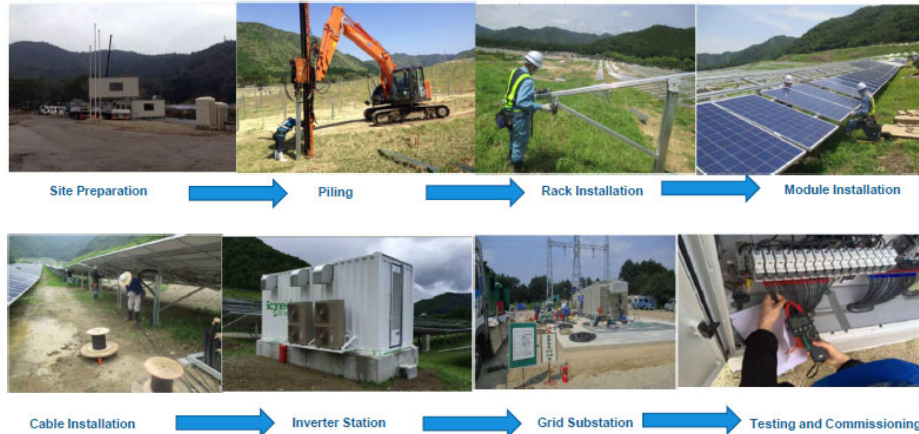 Site Preparation
Piling
Rack Installation
Module Installation
Cable Installation
Inverter Station
Grid Substation
Testing and Commissioning